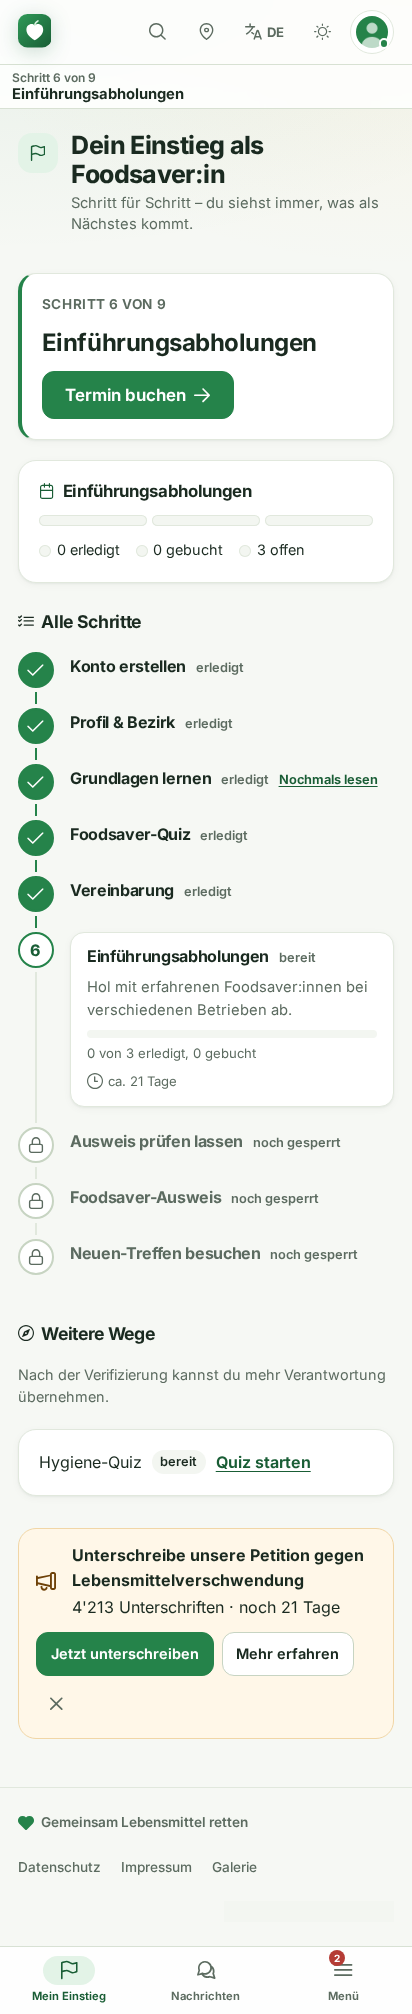 DE
Schritt 6 von 9
Einführungsabholungen
Dein Einstieg als
Foodsaver:in
Schritt für Schritt – du siehst immer, was als
Nächstes kommt.
SCHRITT 6 VON 9
Einführungsabholungen
Termin buchen
Einführungsabholungen
0 erledigt 0 gebucht 3 offen
Alle Schritte
Konto erstellen erledigt
Profil & Bezirk erledigt
Grundlagen lernen erledigt Nochmals lesen
Foodsaver-Quiz erledigt
Vereinbarung erledigt
6 Einführungsabholungen bereit
Hol mit erfahrenen Foodsaver:innen bei
verschiedenen Betrieben ab.
0 von 3 erledigt, 0 gebucht
ca. 21 Tage
Ausweis prüfen lassen noch gesperrt
Foodsaver-Ausweis noch gesperrt
Neuen-Treffen besuchen noch gesperrt
Weitere Wege
Nach der Verifizierung kannst du mehr Verantwortung
übernehmen.
Hygiene-Quiz bereit Quiz starten
Unterschreibe unsere Petition gegen
Lebensmittelverschwendung
4'213 Unterschriften · noch 21 Tage
Jetzt unterschreiben Mehr erfahren
Gemeinsam Lebensmittel retten
Datenschutz Impressum Galerie
2
Mein Einstieg Nachrichten Menü